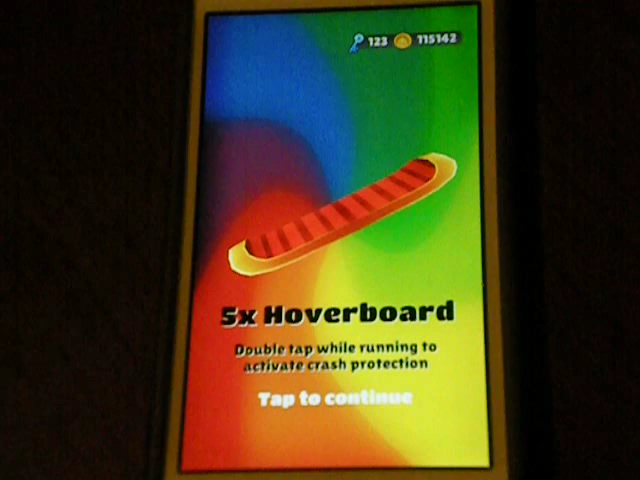 123 115142
5x Hoverboard
Double tap while running to
activate crash protection
Tap to continue